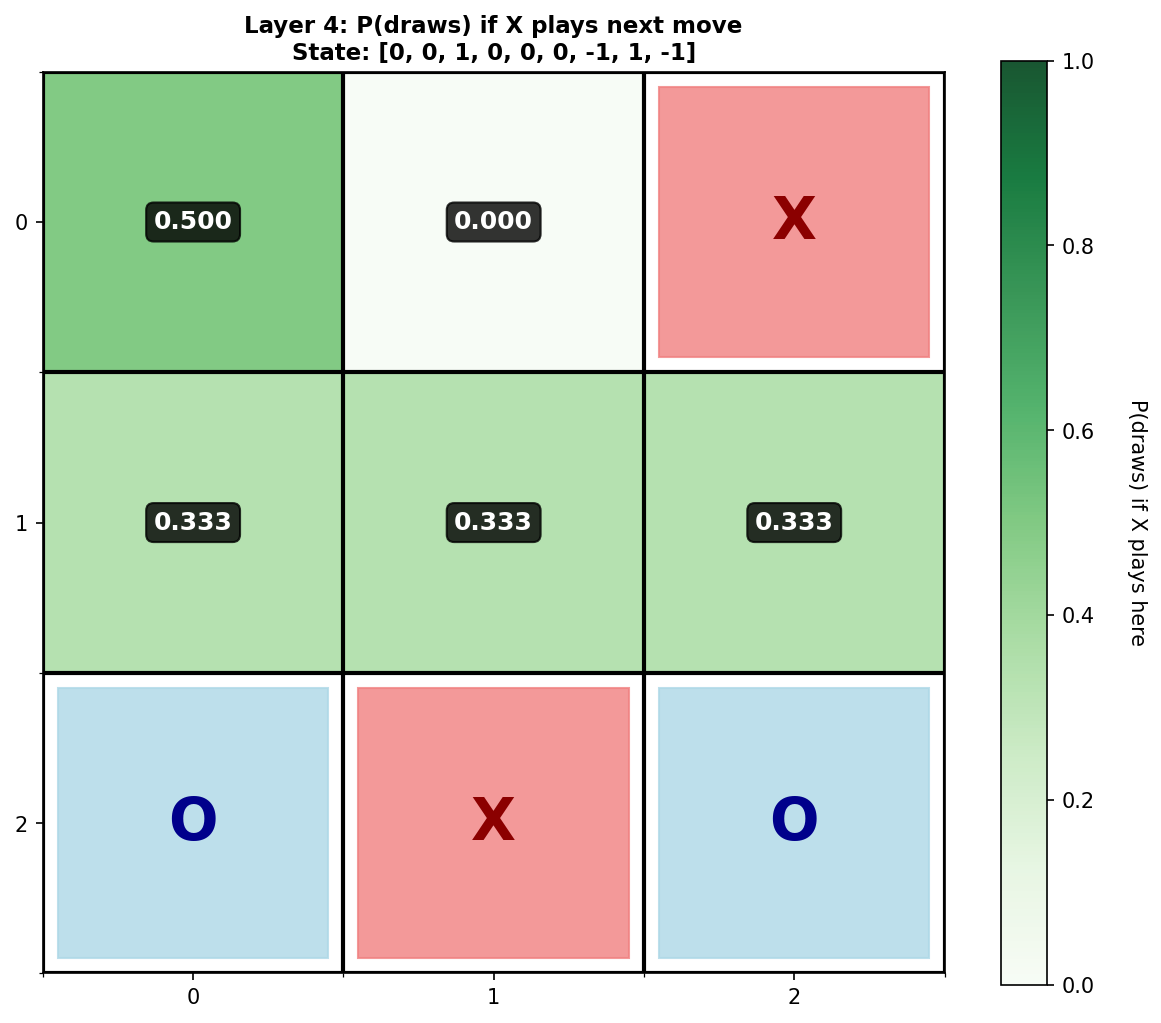 Layer 4: P(draws) if X plays next move
State: [0, 0, 1, 0, 0, 0, -1, 1, -1]
0
0.500
0.000
X
1
0.333
0.333
0.333
2
O
X
O
0
1
2
1.0
0.8
0.6
0.4
0.2
0.0
P(draws) if X plays here